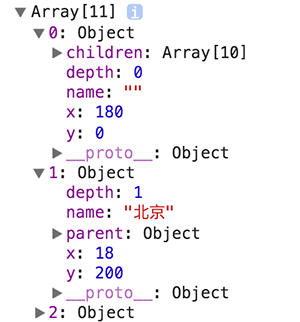 ▼ Array[11] i
▼ 0: Object
▶ children: Array[10]
depth: 0
name: ""
x: 180
y: 0
▶ __proto__: Object
▼ 1: Object
depth: 1
name: "北京"
▶ parent: Object
x: 18
y: 200
▶ __proto__: Object
▶ 2: Object